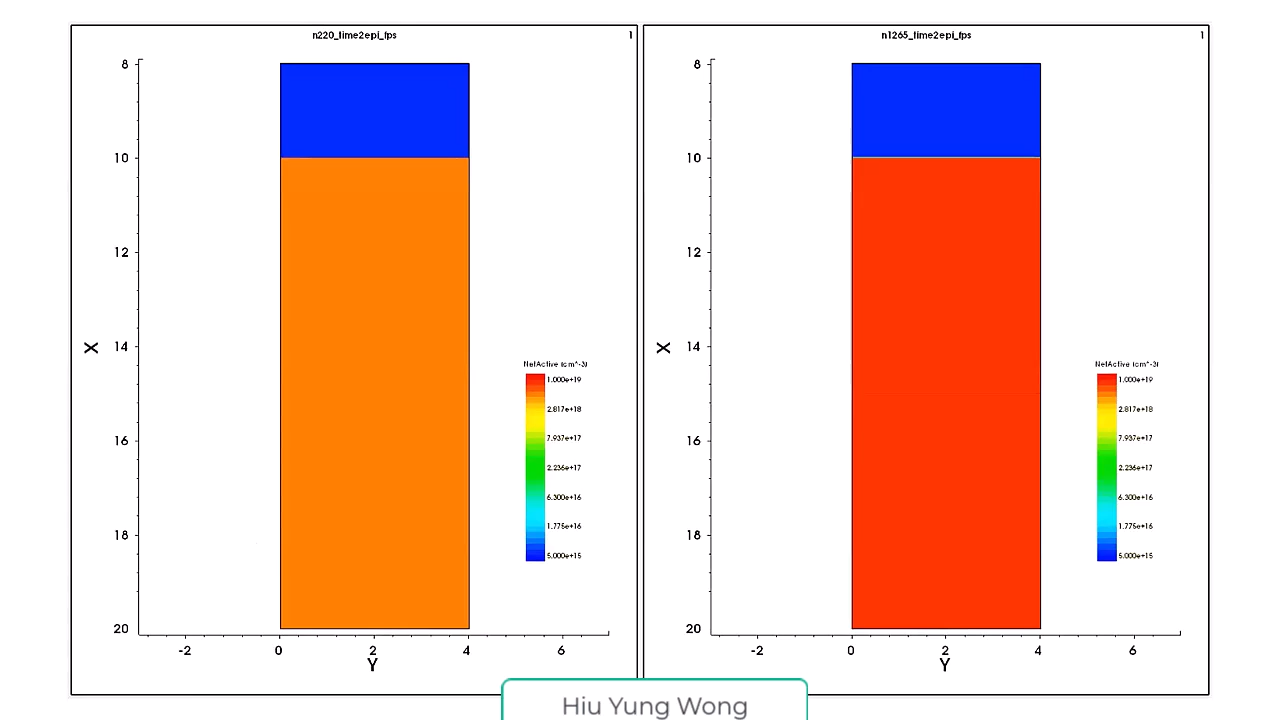 n220_time2epi_fps
1
8
10
12
14
16
18
20
X
-2
0
2
4
6
Y
NetActive (cm^-3)
1.000e+19
2.817e+18
7.937e+17
2.236e+17
6.300e+16
1.775e+16
5.000e+15
n1265_time2epi_fps
1
8
10
12
14
16
18
20
X
-2
0
2
4
6
Y
NetActive (cm^-3)
1.000e+19
2.817e+18
7.937e+17
2.236e+17
6.300e+16
1.775e+16
5.000e+15
Hiu Yung Wong